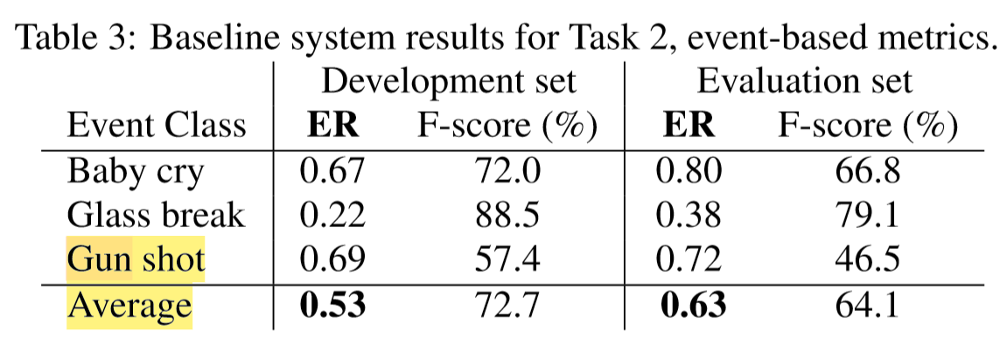 Table 3: Baseline system results for Task 2, event-based metrics.
Development set Evaluation set
Event Class ER F-score (%) ER F-score (%)
Baby cry 0.67 72.0 0.80 66.8
Glass break 0.22 88.5 0.38 79.1
Gun shot 0.69 57.4 0.72 46.5
Average 0.53 72.7 0.63 64.1